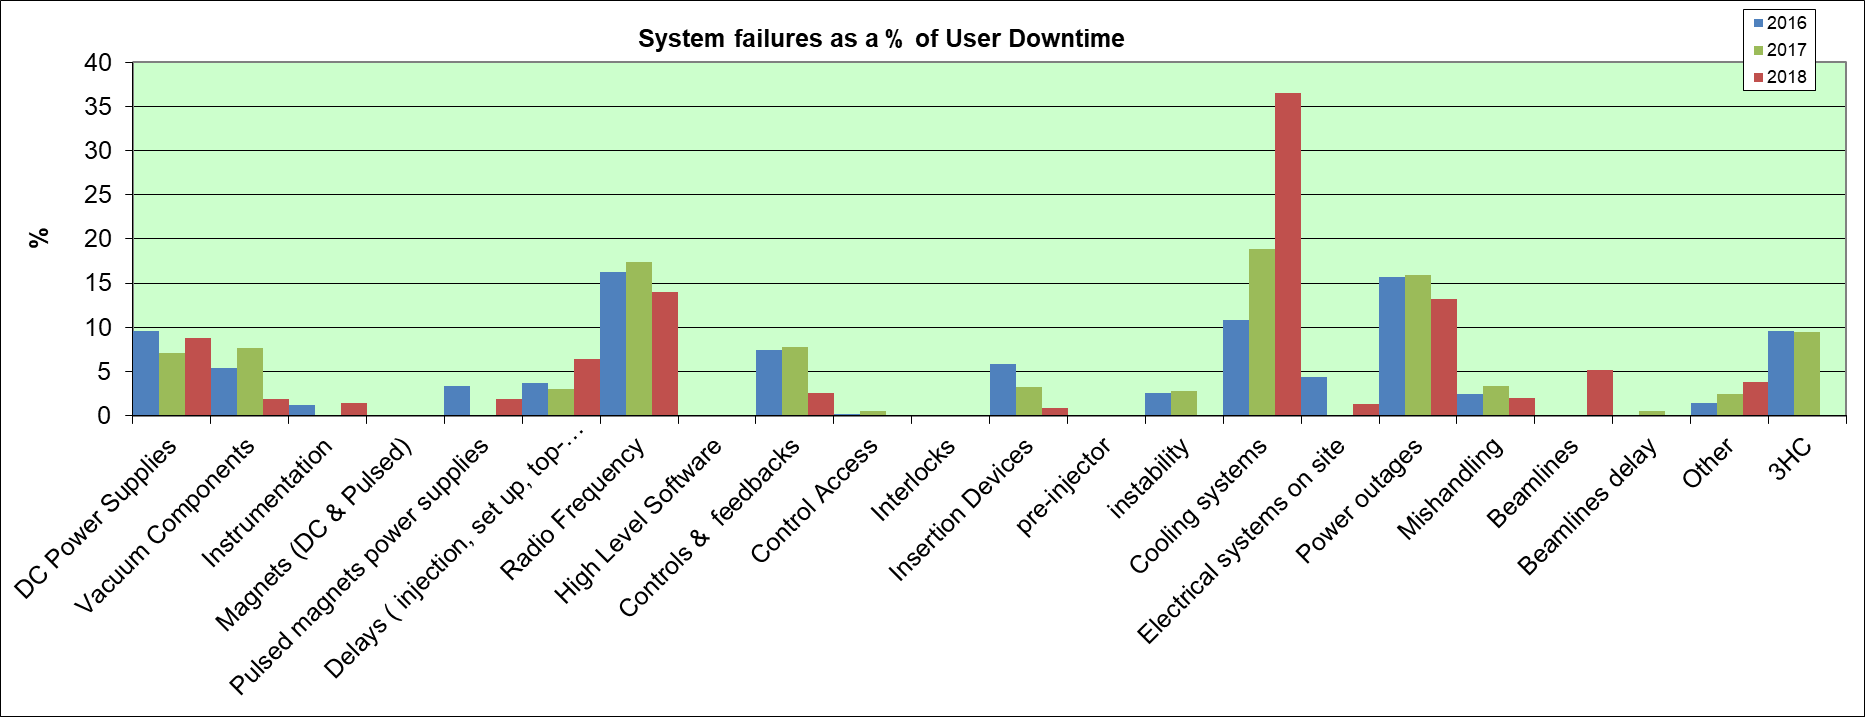 System failures as a % of User Downtime
2016
2017
2018
40
35
30
25
20
15
10
5
0
%
DC Power Supplies
Vacuum Components
Instrumentation
Magnets (DC & Pulsed)
Pulsed magnets power supplies
Delays ( injection, set up, top-…
Radio Frequency
High Level Software
Controls & feedbacks
Control Access
Interlocks
Insertion Devices
pre-injector
instability
Cooling systems
Electrical systems on site
Power outages
Mishandling
Beamlines
Beamlines delay
Other
3HC